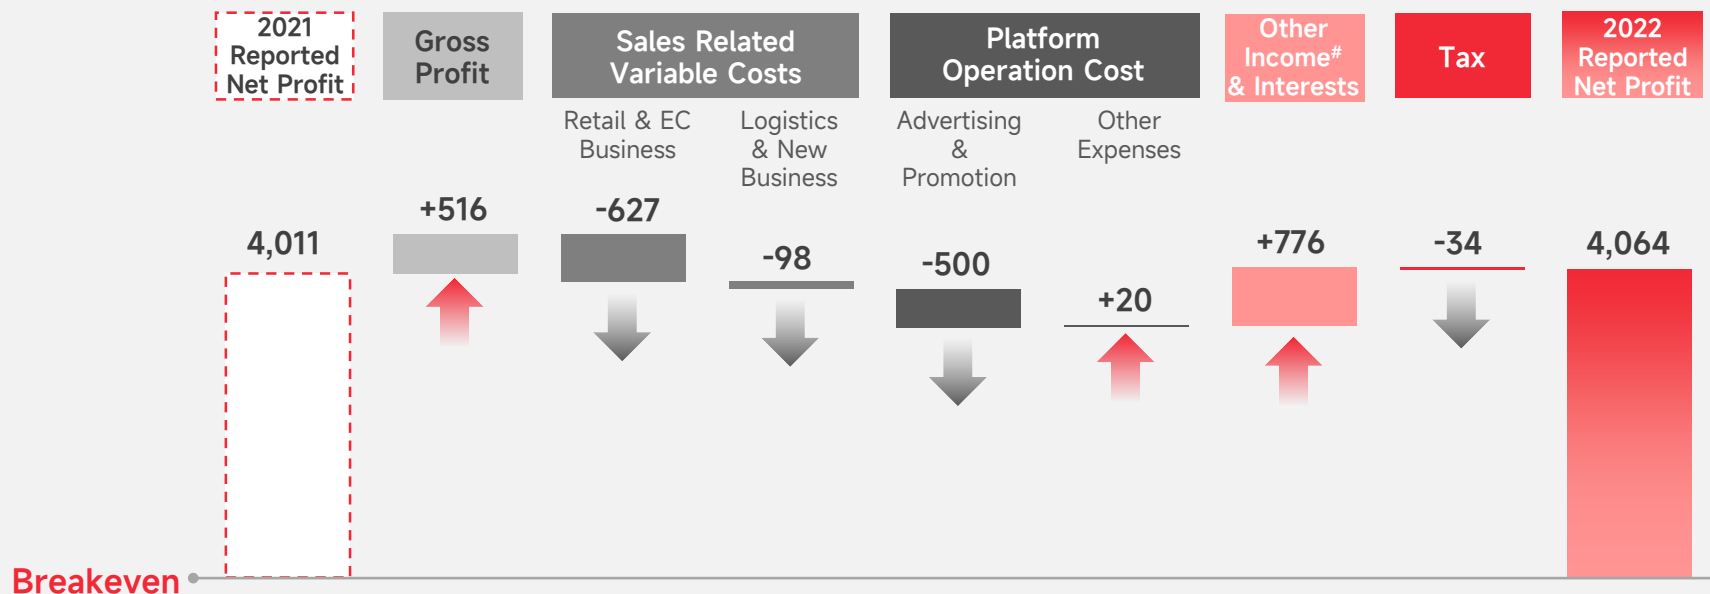 2021
Reported
Net Profit
Gross
Profit
Sales Related
Variable Costs
Platform
Operation Cost
Other
Income#
& Interests
Tax
2022
Reported
Net Profit
Retail & EC
Business
Logistics
& New
Business
Advertising
&
Promotion
Other
Expenses
4,011
+516
-627
-98
-500
+20
+776
-34
4,064
Breakeven